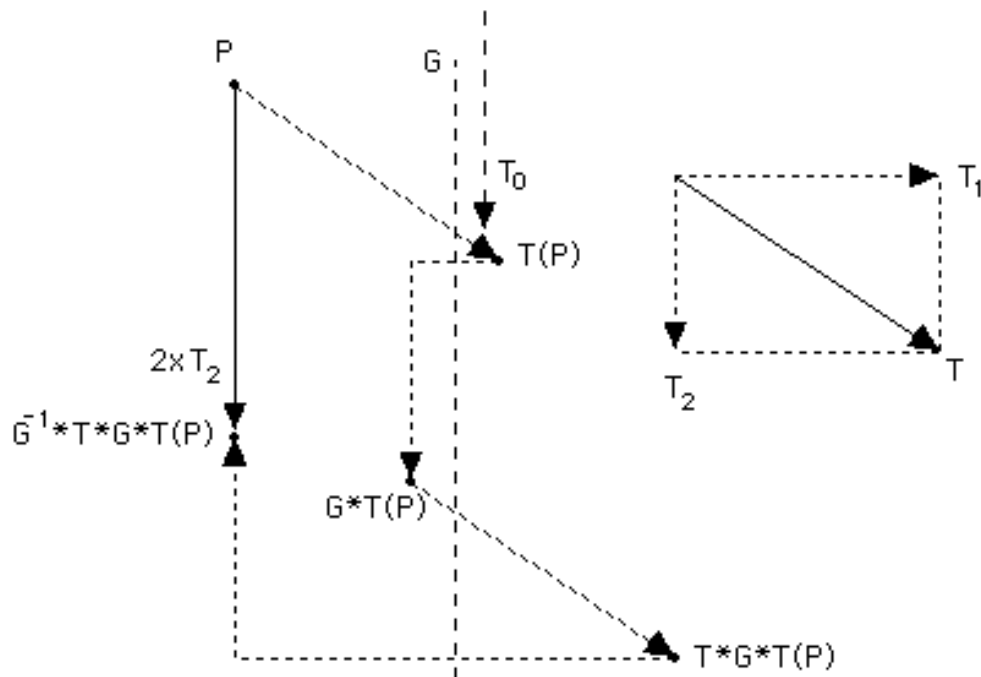 P
G
T₀
T₁
T(P)
2xT₂
T₂
T
G⁻¹*T*G*T(P)
G*T(P)
T*G*T(P)